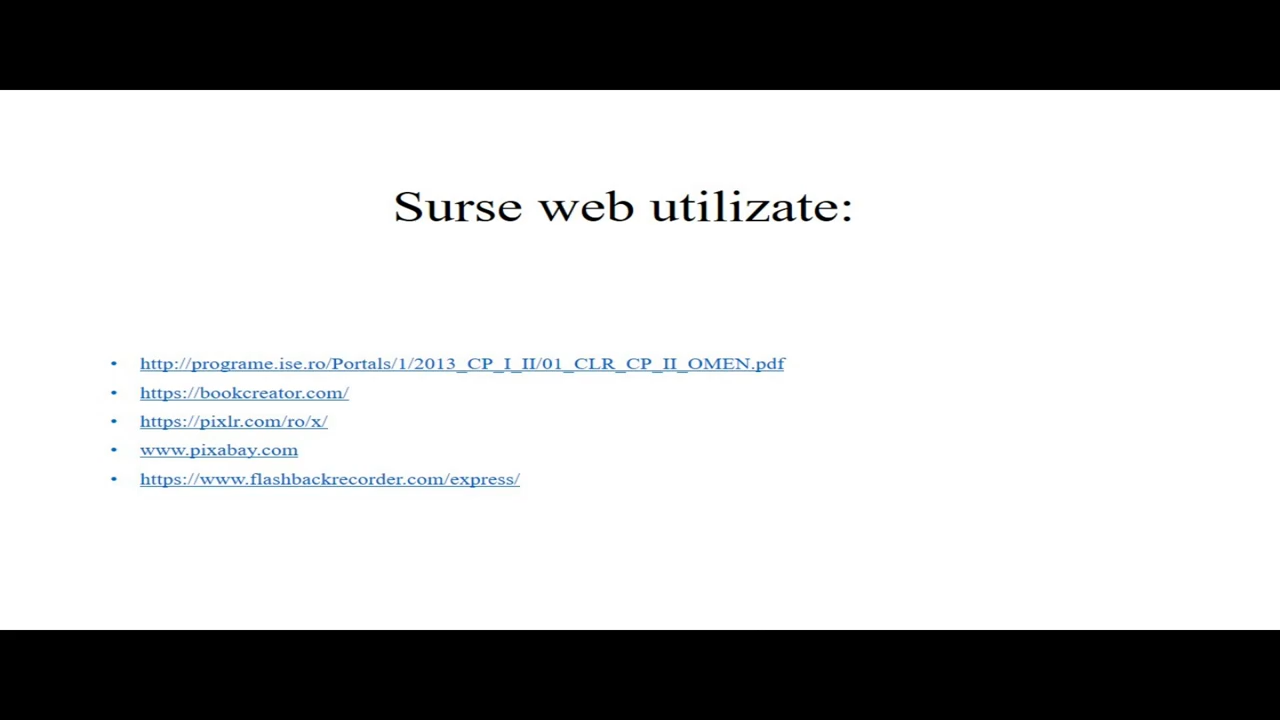 Surse web utilizate:
• http://programe.ise.ro/Portals/1/2013_CP_I_II/01_CLR_CP_II_OMEN.pdf
• https://bookcreator.com/
• https://pixlr.com/ro/x/
• www.pixabay.com
• https://www.flashbackrecorder.com/express/